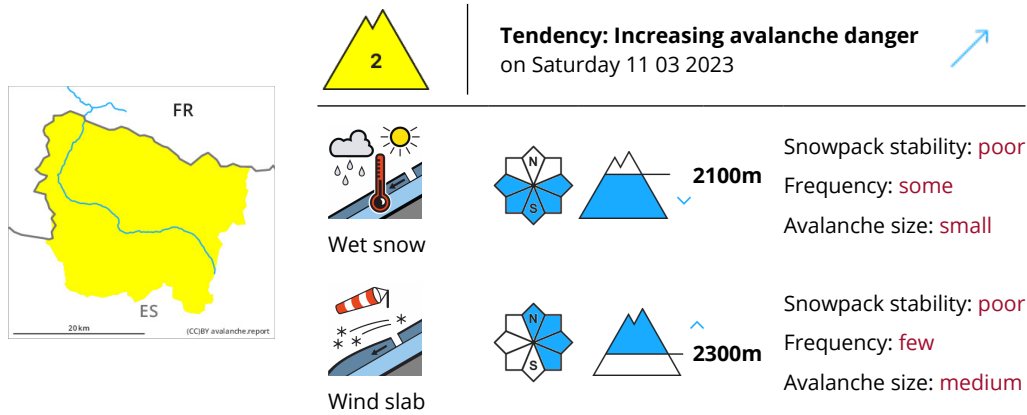 2
Tendency: Increasing avalanche danger
on Saturday 11 03 2023
FR
ES
20 km
(CC)BY avalanche.report
Wet snow
N
S
2100m
Snowpack stability: poor
Frequency: some
Avalanche size: small
Wind slab
N
S
2300m
Snowpack stability: poor
Frequency: few
Avalanche size: medium